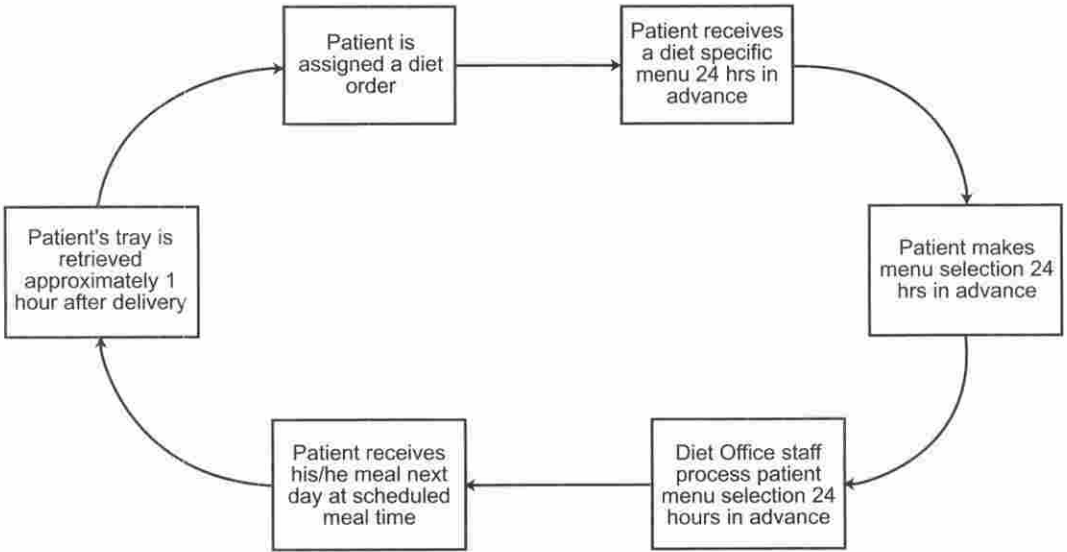 Patient is
assigned a diet
order
Patient receives
a diet specific
menu 24 hrs in
advance
Patient makes
menu selection 24
hrs in advance
Diet Office staff
process patient
menu selection 24
hours in advance
Patient receives
his/he meal next
day at scheduled
meal time
Patient's tray is
retrieved
approximately 1
hour after delivery